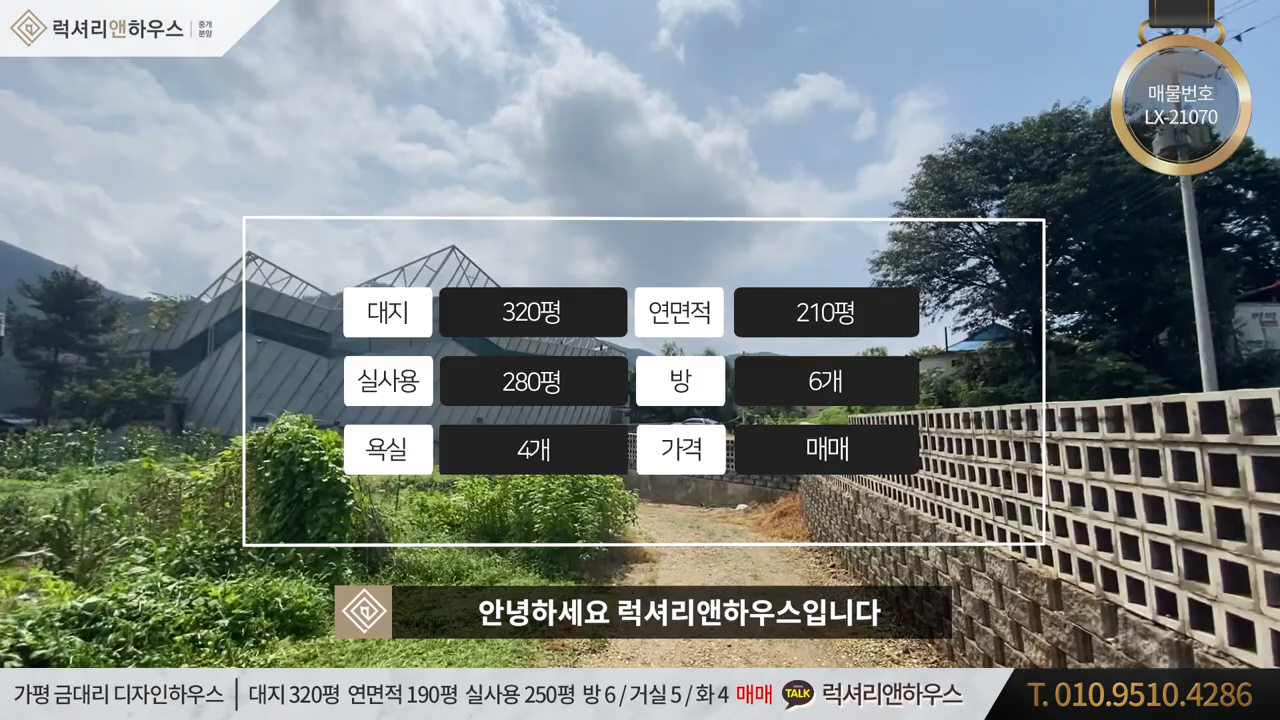 럭셔리앤하우스
중개
분양
매물번호
LX-21070
대지 320평 연면적 210평
실사용 280평 방 6개
욕실 4개 가격 매매
안녕하세요 럭셔리앤하우스입니다
가평 금대리 디자인하우스 | 대지 320평 연면적 190평 실사용 250평 방 6 / 거실 5 / 화 4 매매 TALK 럭셔리앤하우스 T. 010.9510.4286